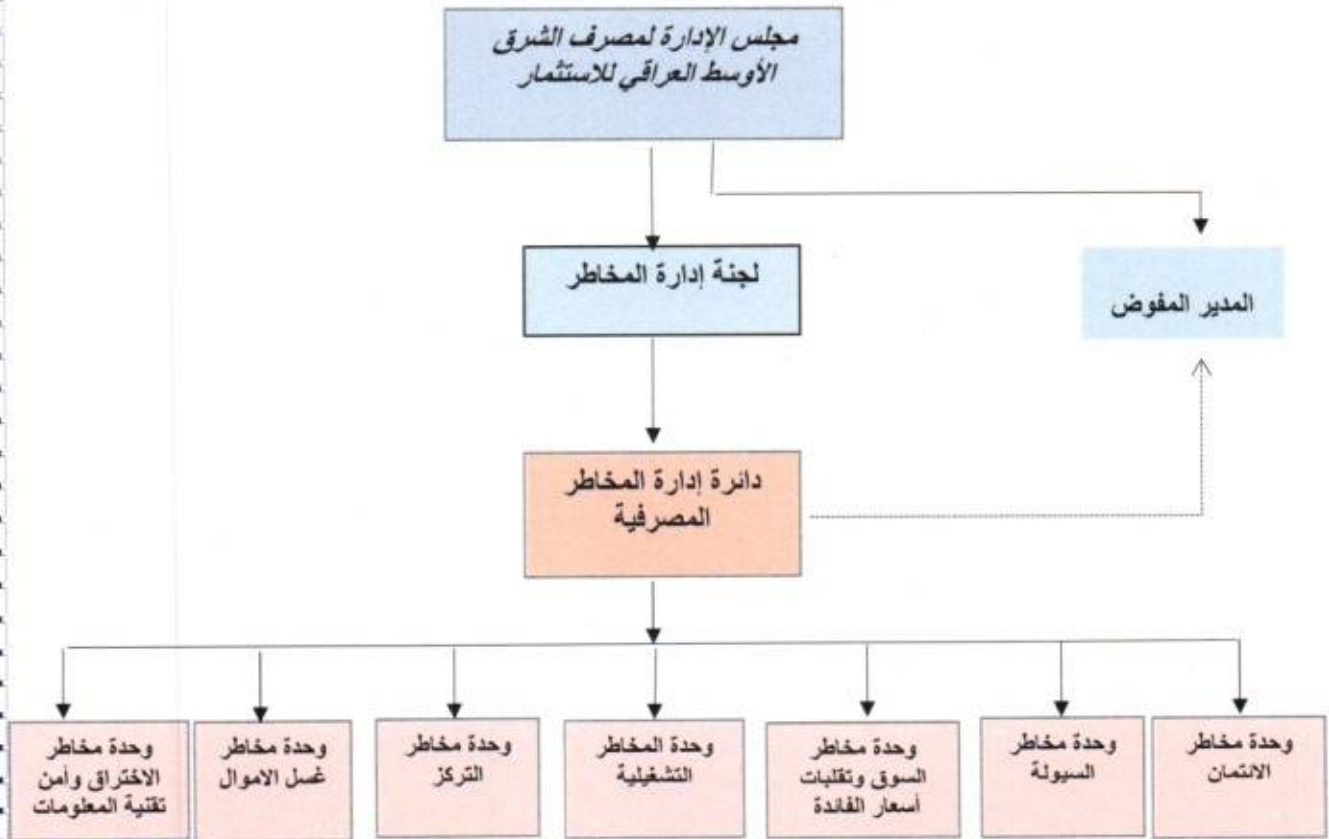 مجلس الإدارة لمصرف الشرق
الأوسط العراقي للاستثمار
لجنة إدارة المخاطر
المدير المفوض
دائرة إدارة المخاطر
المصرفية
وحدة مخاطر
الائتمان
وحدة مخاطر
السيولة
وحدة مخاطر
السوق وتقلبات
أسعار الفائدة
وحدة المخاطر
التشغيلية
وحدة مخاطر
التركز
وحدة مخاطر
غسل الاموال
وحدة مخاطر
الاختراق وأمن
تقنية المعلومات